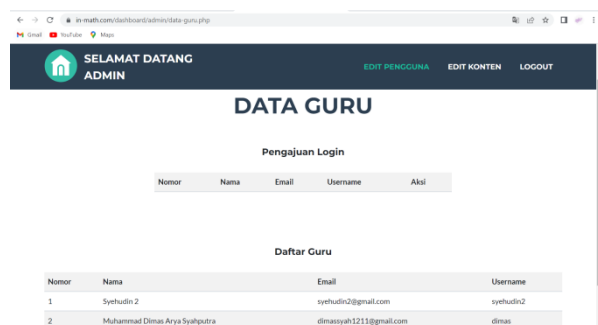 in-math.com/dashboard/admin/data-guru.php
Gmail YouTube Maps
SELAMAT DATANG
ADMIN
EDIT PENGGUNA EDIT KONTEN LOGOUT
DATA GURU
Pengajuan Login
Nomor Nama Email Username Aksi
Daftar Guru
Nomor Nama Email Username
1 Syehudin 2 syehudin2@gmail.com syehudin2
2 Muhammad Dimas Arya Syahputra dimassyah1211@gmail.com dimas